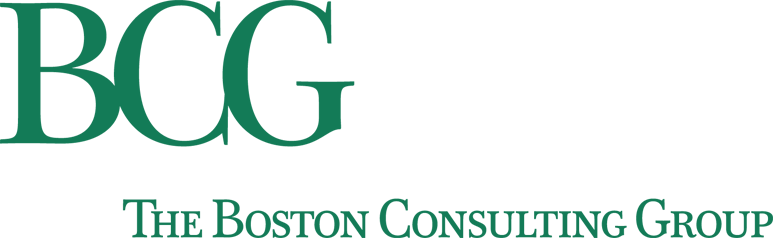 BCG
The Boston Consulting Group